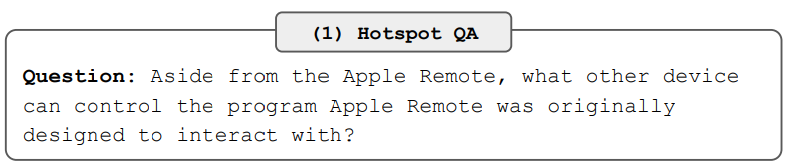 (1) Hotspot QA
Question: Aside from the Apple Remote, what other device
can control the program Apple Remote was originally
designed to interact with?